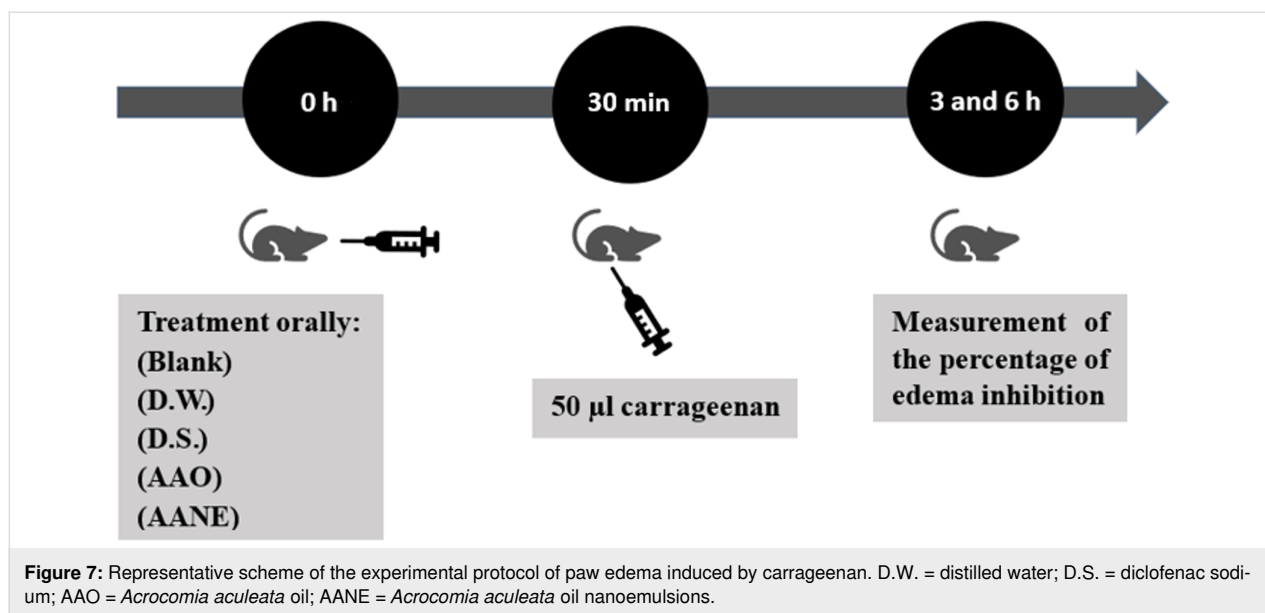 0 h
30 min
3 and 6 h
Treatment orally:
(Blank)
(D.W.)
(D.S.)
(AAO)
(AANE)
50 µl carrageenan
Measurement of
the percentage of
edema inhibition
Figure 7: Representative scheme of the experimental protocol of paw edema induced by carrageenan. D.W. = distilled water; D.S. = diclofenac sodi-
um; AAO = Acrocomia aculeata oil; AANE = Acrocomia aculeata oil nanoemulsions.